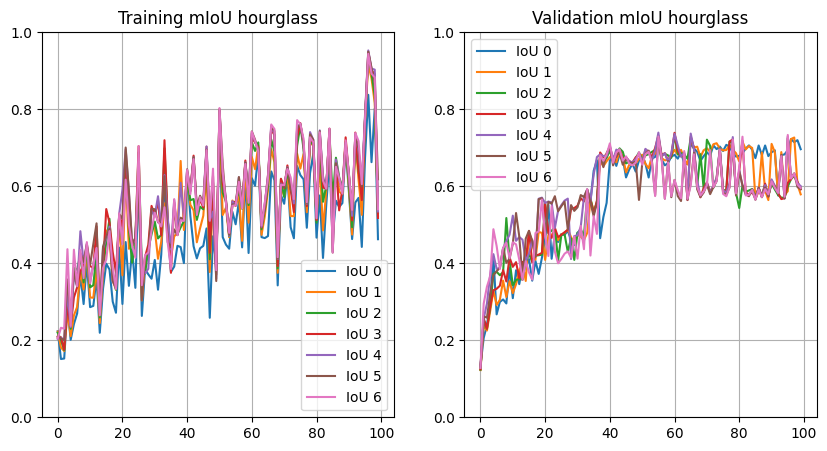 Training mIoU hourglass
1.0
0.8
0.6
0.4
0.2
0.0
IoU 0
IoU 1
IoU 2
IoU 3
IoU 4
IoU 5
IoU 6
0 20 40 60 80 100
Validation mIoU hourglass
1.0
0.8
0.6
0.4
0.2
0.0
IoU 0
IoU 1
IoU 2
IoU 3
IoU 4
IoU 5
IoU 6
0 20 40 60 80 100